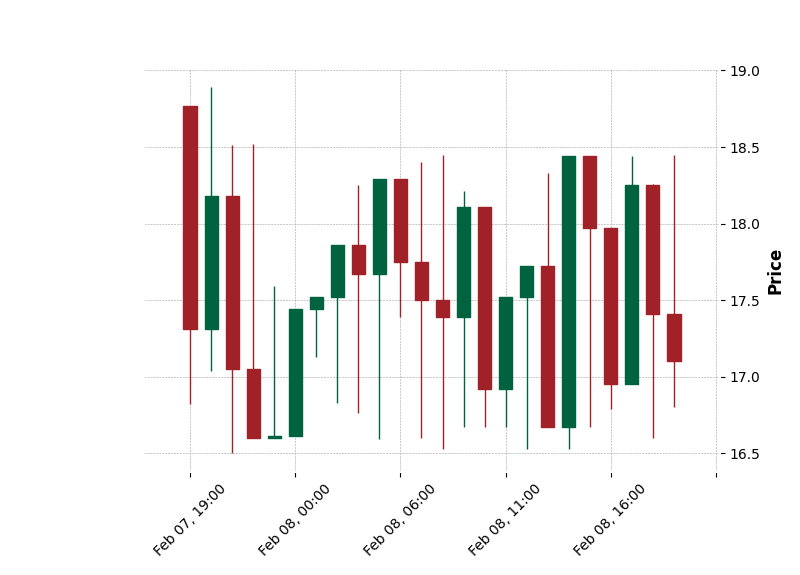 19.0
18.5
18.0
17.5
17.0
16.5
Price
Feb 07, 19:00
Feb 08, 00:00
Feb 08, 06:00
Feb 08, 11:00
Feb 08, 16:00